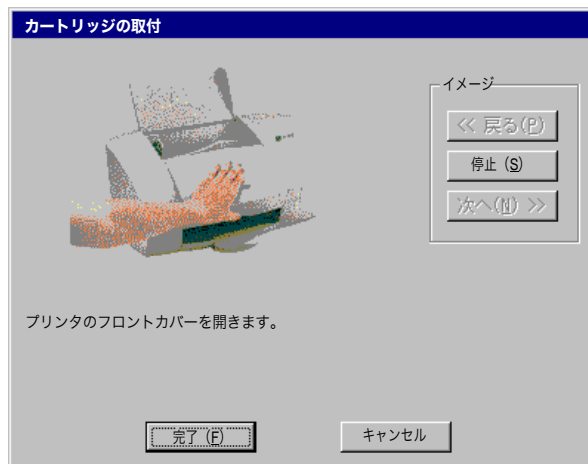 カートリッジの取付
イメージ
<< 戻る(P)
停止 (S)
次へ(N) >>
プリンタのフロントカバーを開きます。
完了 (F)
キャンセル